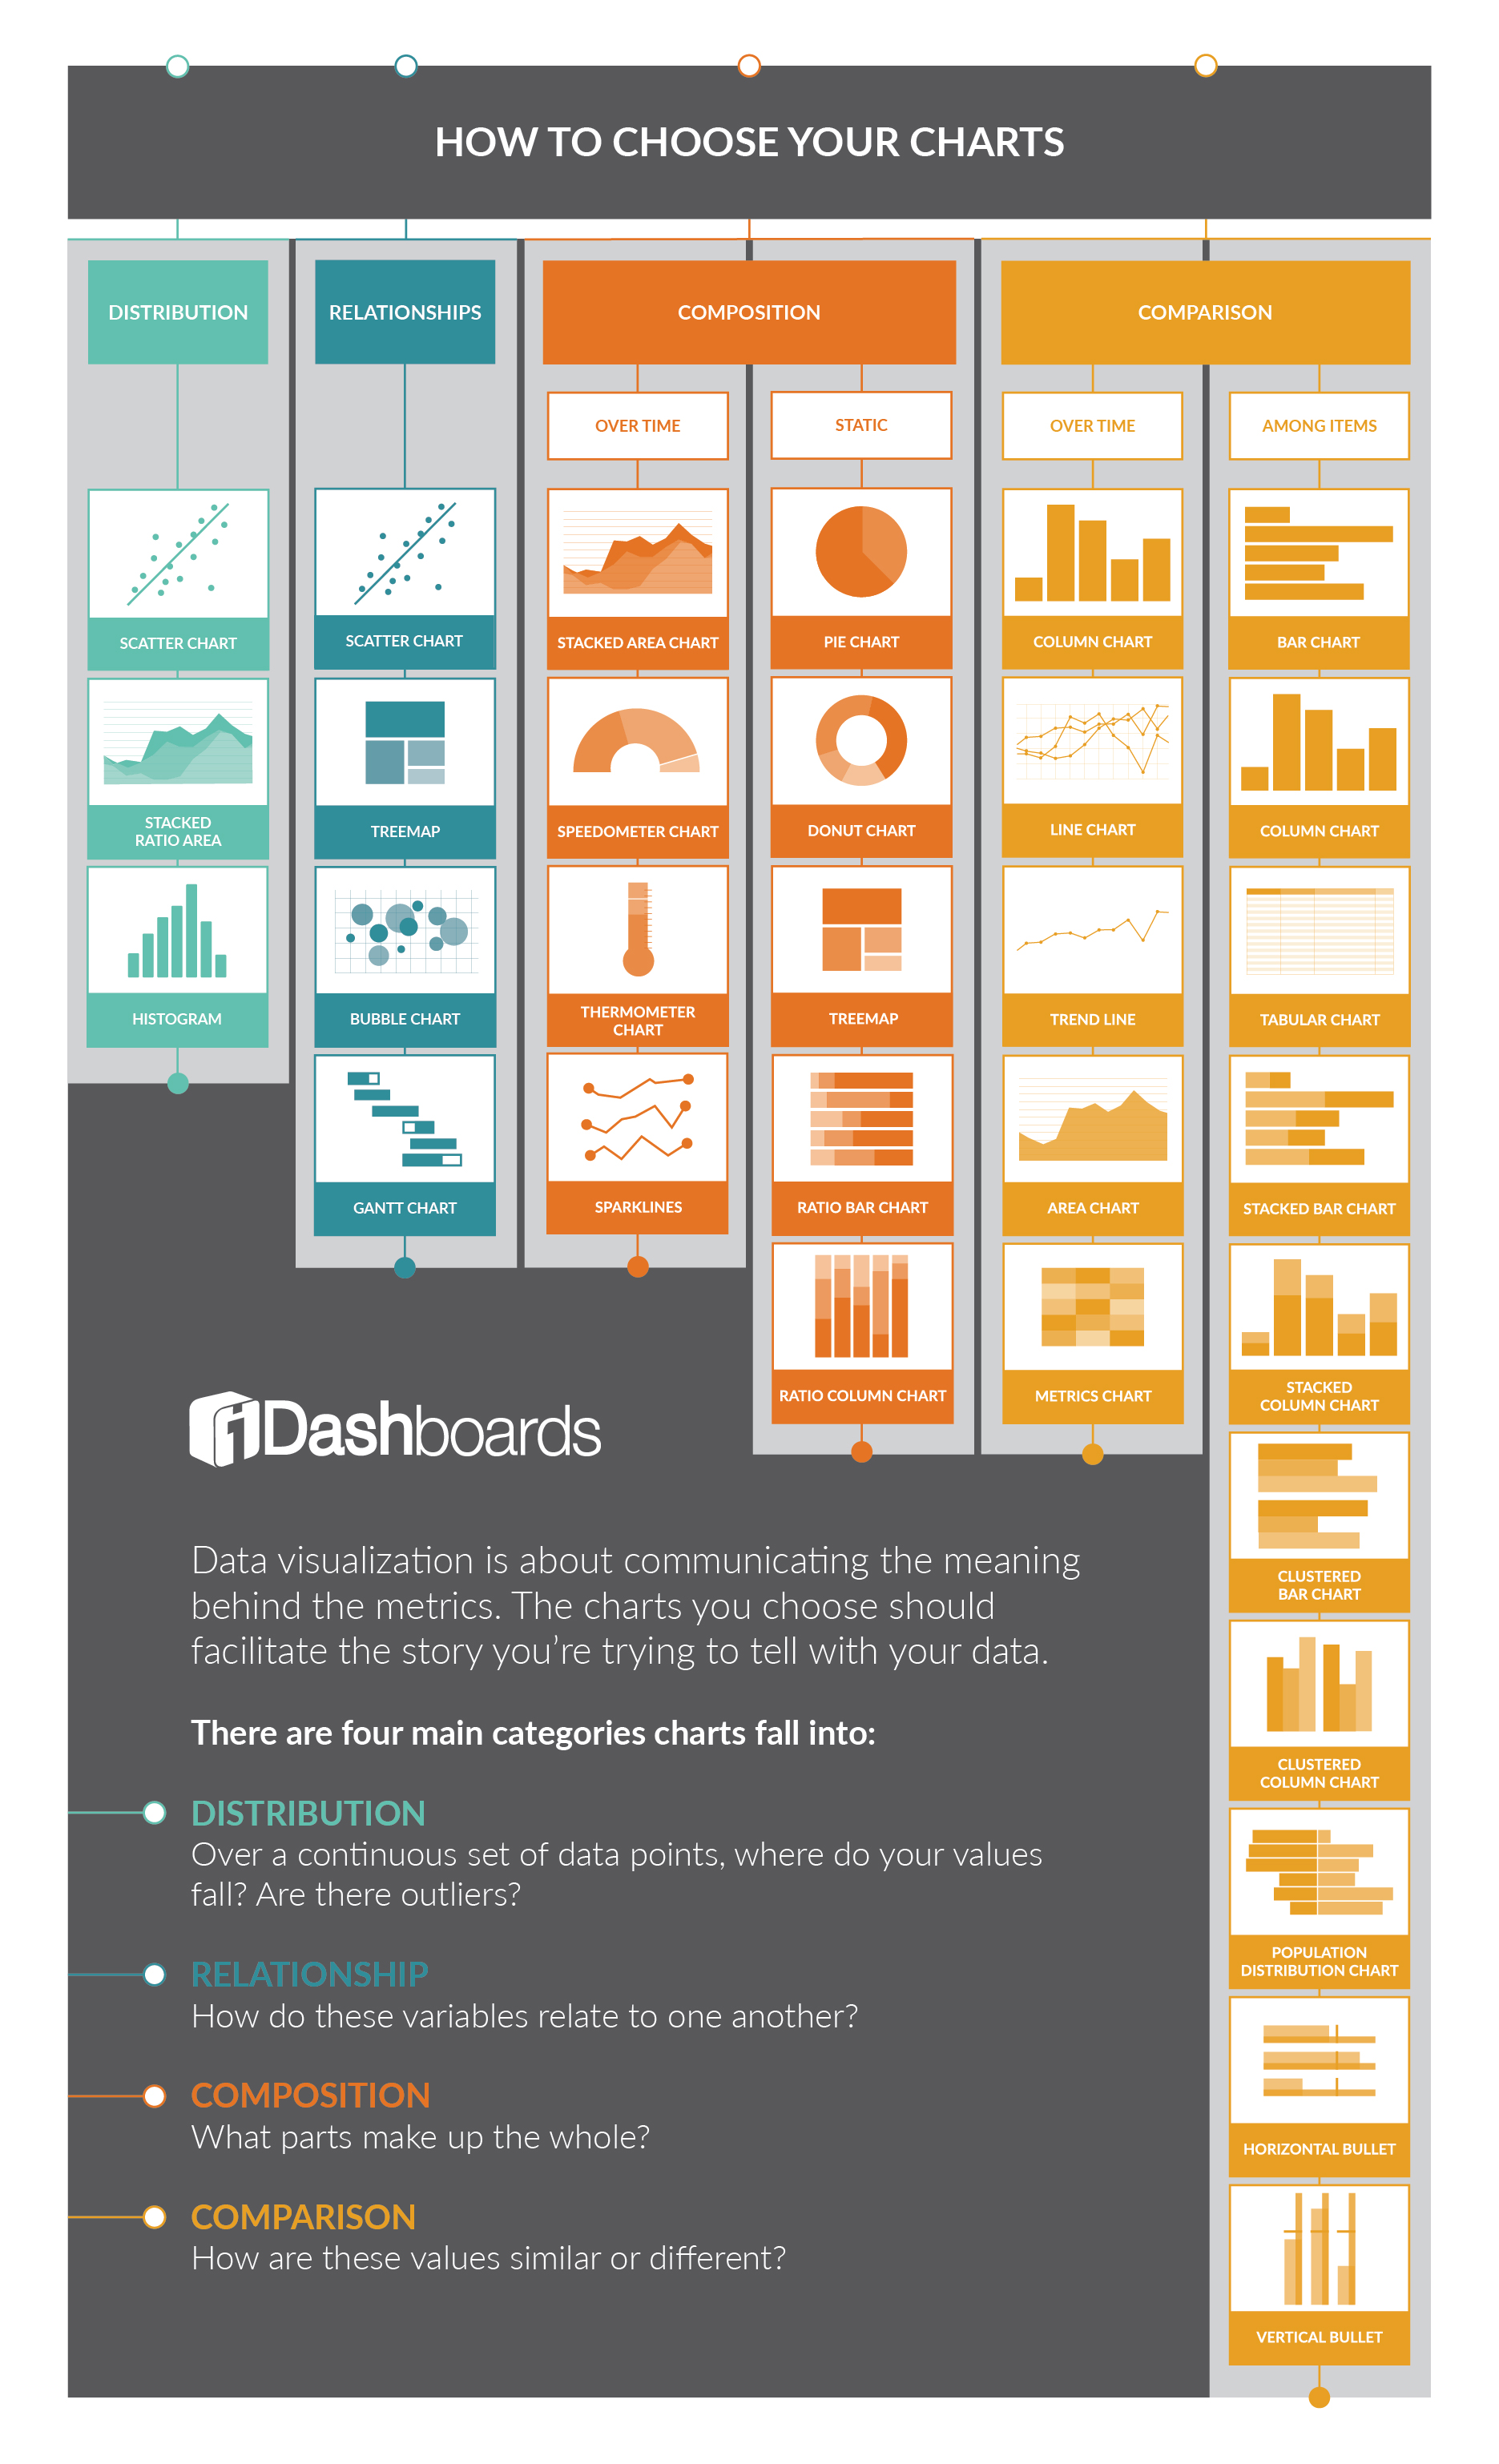 HOW TO CHOOSE YOUR CHARTS
DISTRIBUTION
SCATTER CHART
STACKED
RATIO AREA
HISTOGRAM
RELATIONSHIPS
SCATTER CHART
TREEMAP
BUBBLE CHART
GANTT CHART
COMPOSITION
OVER TIME
STACKED AREA CHART
SPEEDOMETER CHART
THERMOMETER
CHART
SPARKLINES
STATIC
PIE CHART
DONUT CHART
TREEMAP
RATIO BAR CHART
RATIO COLUMN CHART
COMPARISON
OVER TIME
COLUMN CHART
LINE CHART
TREND LINE
AREA CHART
METRICS CHART
AMONG ITEMS
BAR CHART
COLUMN CHART
TABULAR CHART
STACKED BAR CHART
STACKED
COLUMN CHART
CLUSTERED
BAR CHART
CLUSTERED
COLUMN CHART
POPULATION
DISTRIBUTION CHART
HORIZONTAL BULLET
VERTICAL BULLET
iDashboards
Data visualization is about communicating the meaning
behind the metrics. The charts you choose should
facilitate the story you’re trying to tell with your data.
There are four main categories charts fall into:
DISTRIBUTION
Over a continuous set of data points, where do your values
fall? Are there outliers?
RELATIONSHIP
How do these variables relate to one another?
COMPOSITION
What parts make up the whole?
COMPARISON
How are these values similar or different?